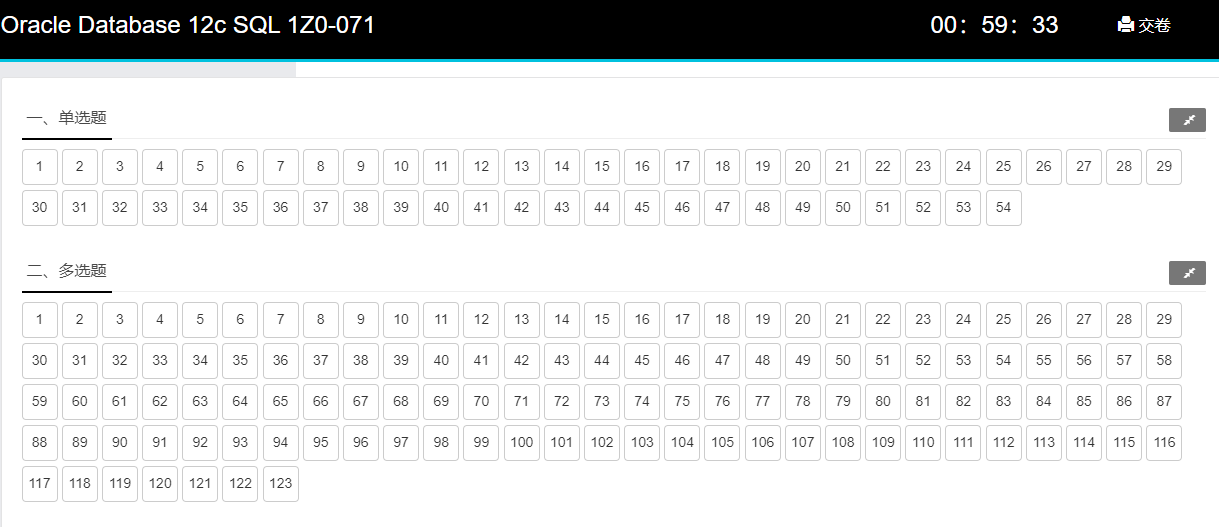 Oracle Database 12c SQL 1Z0-071 00：59：33 交卷
一、单选题
1 2 3 4 5 6 7 8 9 10 11 12 13 14 15 16 17 18 19 20 21 22 23 24 25 26 27 28 29
30 31 32 33 34 35 36 37 38 39 40 41 42 43 44 45 46 47 48 49 50 51 52 53 54
二、多选题
1 2 3 4 5 6 7 8 9 10 11 12 13 14 15 16 17 18 19 20 21 22 23 24 25 26 27 28 29
30 31 32 33 34 35 36 37 38 39 40 41 42 43 44 45 46 47 48 49 50 51 52 53 54 55 56 57 58
59 60 61 62 63 64 65 66 67 68 69 70 71 72 73 74 75 76 77 78 79 80 81 82 83 84 85 86 87
88 89 90 91 92 93 94 95 96 97 98 99 100 101 102 103 104 105 106 107 108 109 110 111 112 113 114 115 116
117 118 119 120 121 122 123